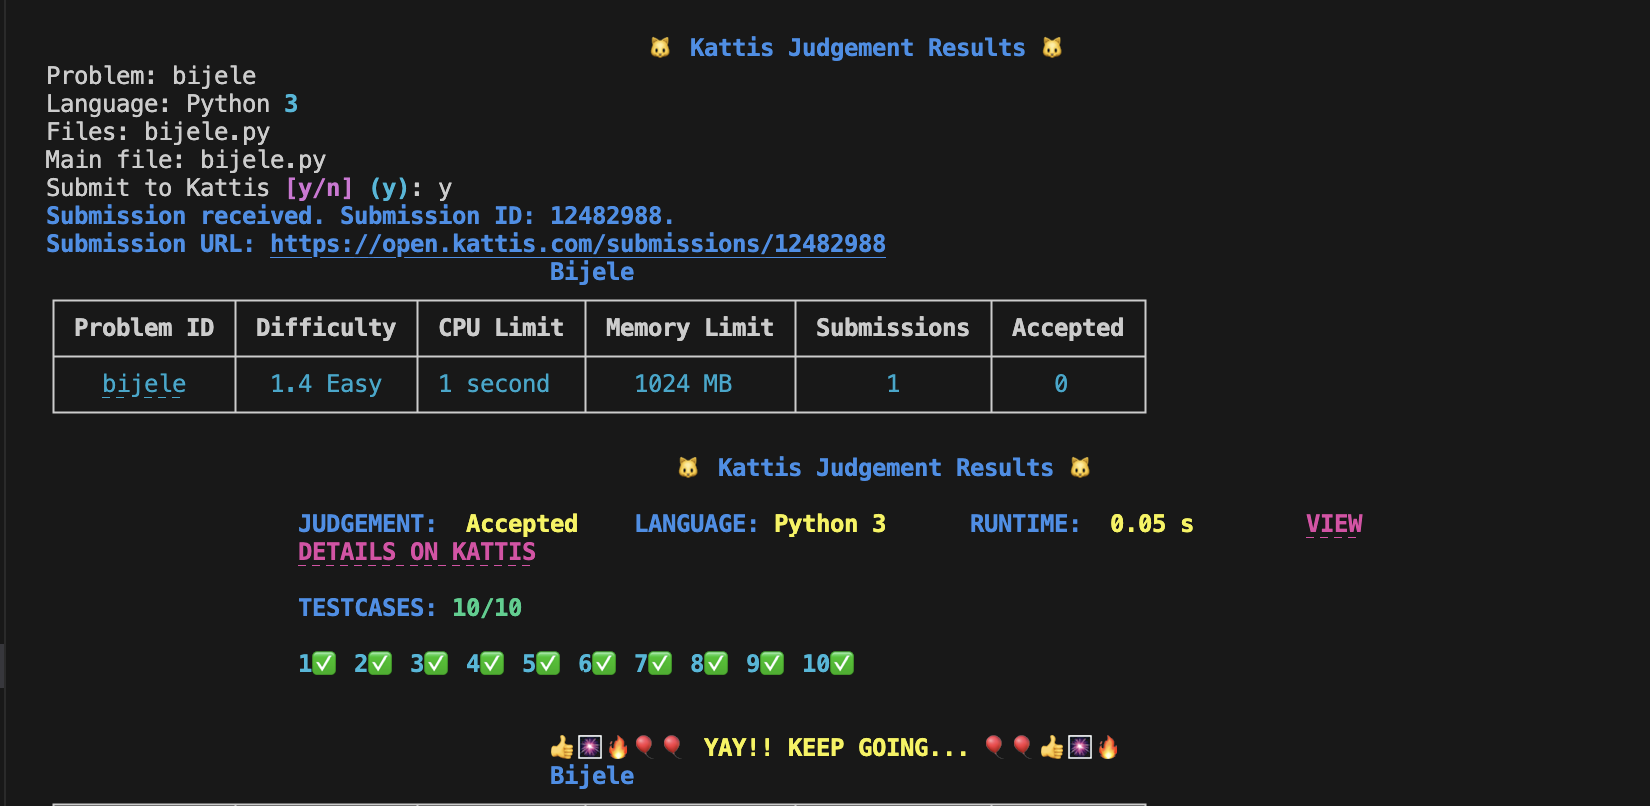 🐱 Kattis Judgement Results 🐱
Problem: bijele
Language: Python 3
Files: bijele.py
Main file: bijele.py
Submit to Kattis [y/n] (y): y
Submission received. Submission ID: 12482988.
Submission URL: https://open.kattis.com/submissions/12482988
Bijele
Problem ID Difficulty CPU Limit Memory Limit Submissions Accepted
bijele 1.4 Easy 1 second 1024 MB 1 0
🐱 Kattis Judgement Results 🐱
JUDGEMENT: Accepted LANGUAGE: Python 3 RUNTIME: 0.05 s VIEW
DETAILS ON KATTIS
TESTCASES: 10/10
1✅ 2✅ 3✅ 4✅ 5✅ 6✅ 7✅ 8✅ 9✅ 10✅
👍🎆🔥🎈🎈 YAY!! KEEP GOING... 🎈🎈👍🎆🔥
Bijele